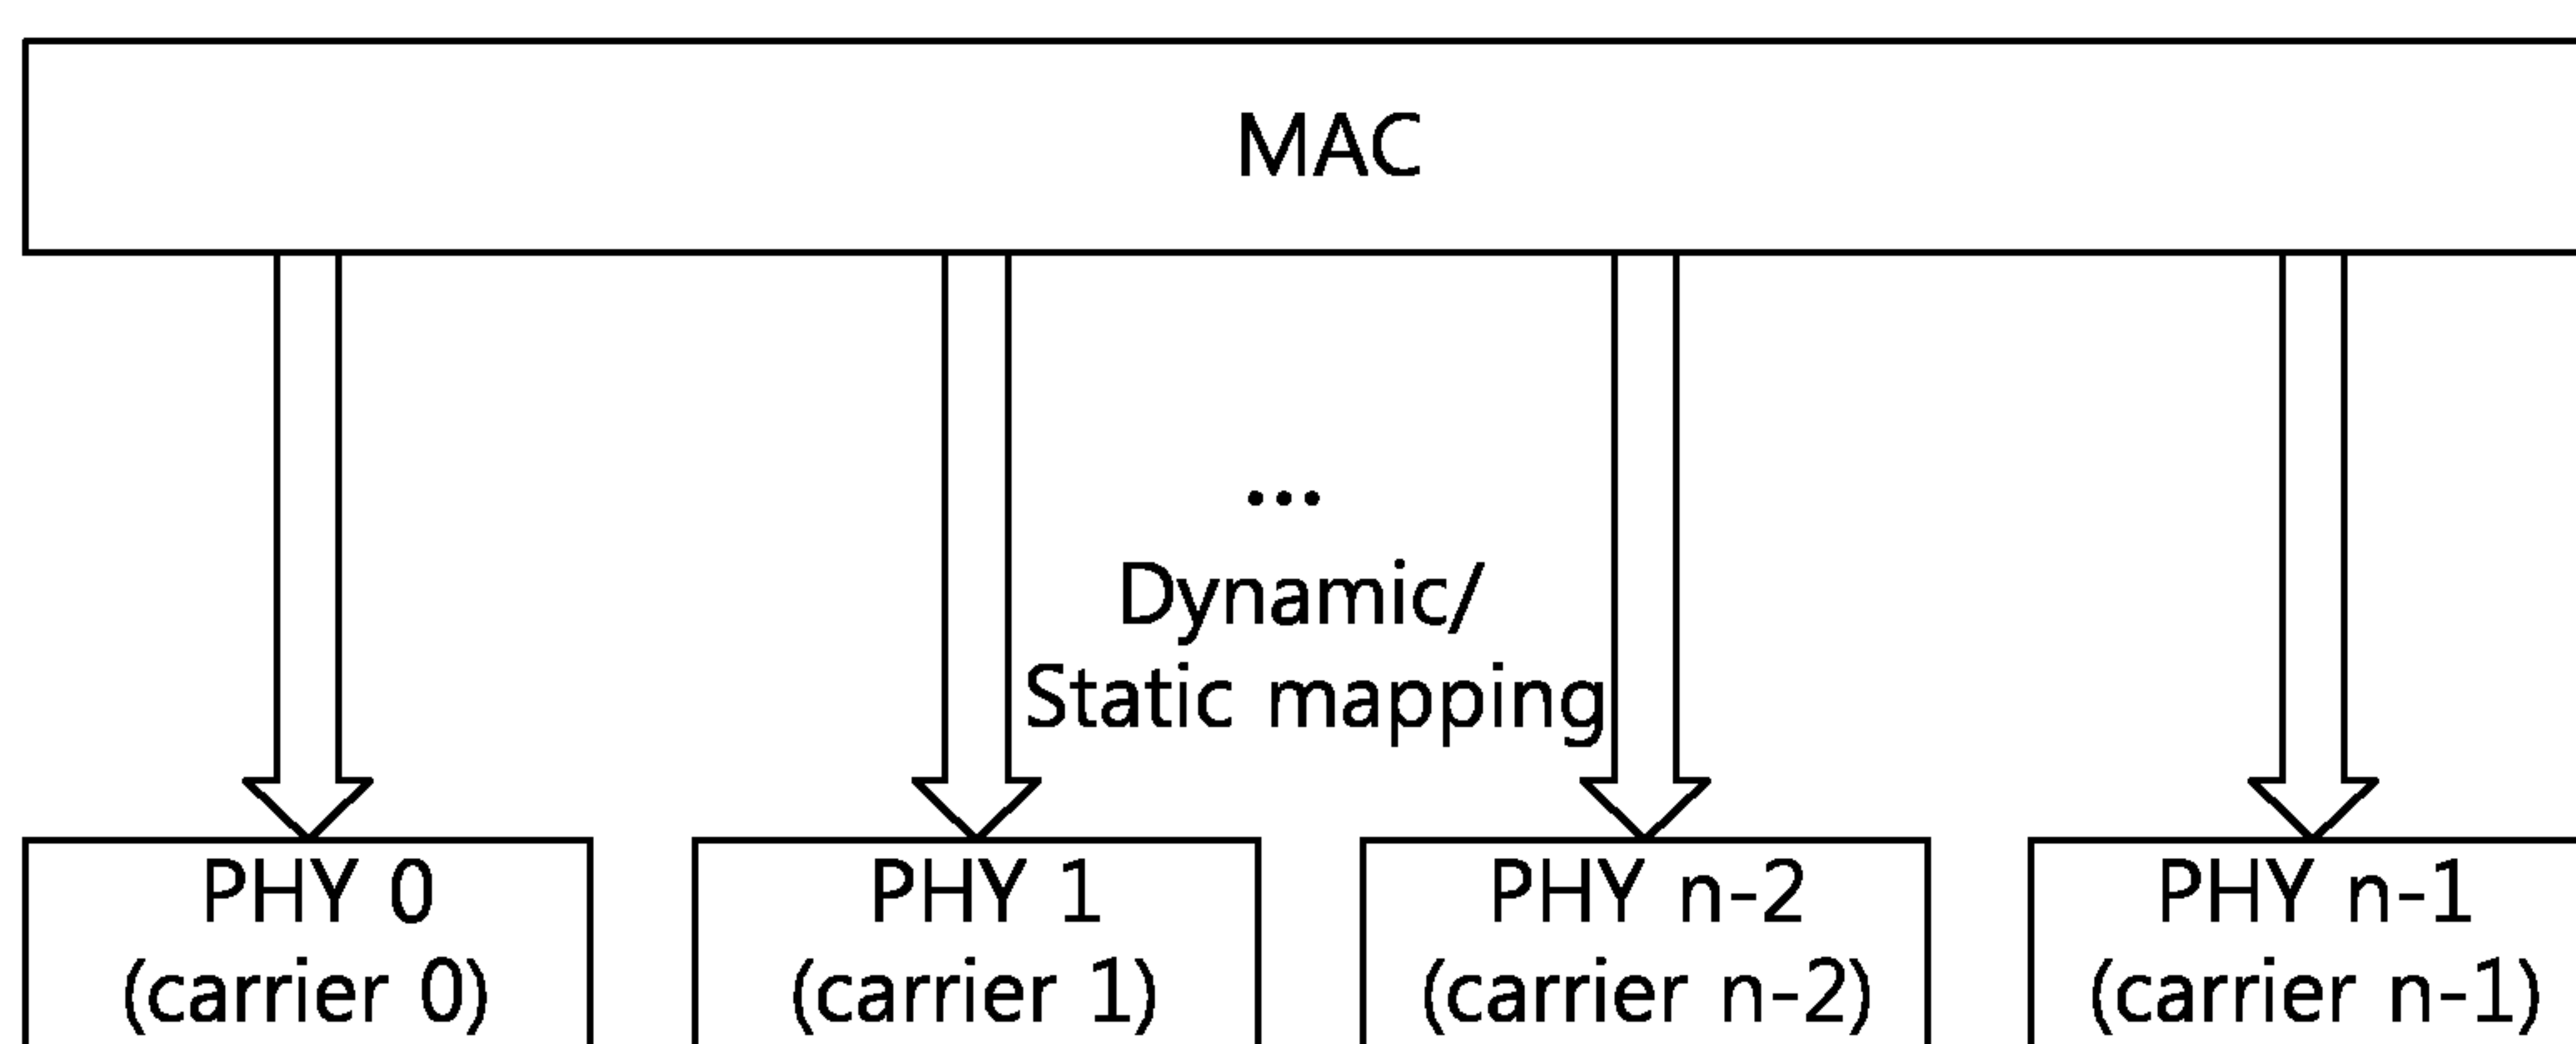 MAC
...
Dynamic/
Static mapping
PHY 0
(carrier 0)
PHY 1
(carrier 1)
PHY n-2
(carrier n-2)
PHY n-1
(carrier n-1)